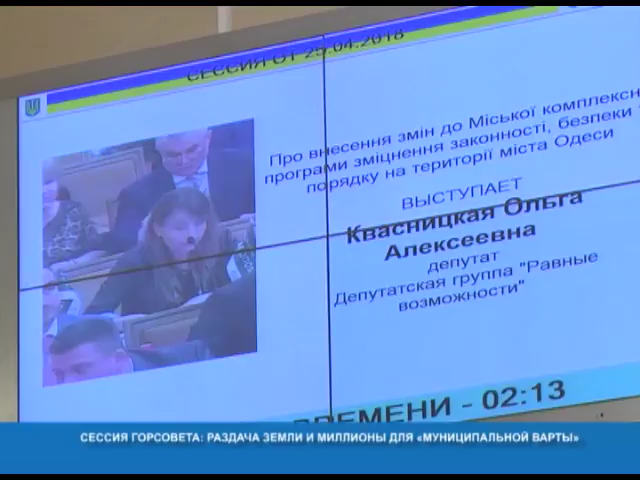 СЕССИЯ ОТ 25.04.2018
Про внесення змін до Міської
програми зміцнення законності, безпеки
порядку на території міста Одеси
ВЫСТУПАЕТ
Квасницкая Ольга
Алексеевна
депутат
Депутатская группа "Равные
возможности"
ВРЕМЕНИ - 02:13
СЕССИЯ ГОРСОВЕТА: РАЗДАЧА ЗЕМЛИ И МИЛЛИОНЫ ДЛЯ «МУНИЦИПАЛЬНОЙ ВАРТЫ»